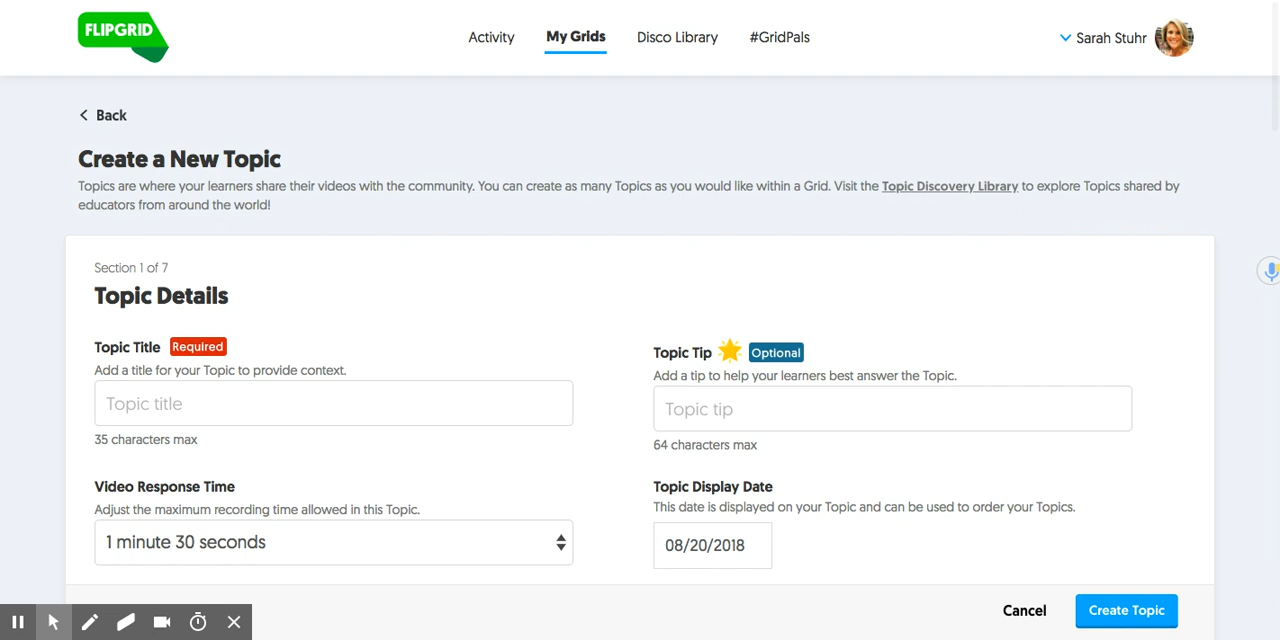 FLIPGRID
Activity
My Grids
Disco Library
#GridPals
Sarah Stuhr
Back
Create a New Topic
Topics are where your learners share their videos with the community. You can create as many Topics as you would like within a Grid. Visit the Topic Discovery Library to explore Topics shared by
educators from around the world!
Section 1 of 7
Topic Details
Topic Title Required
Add a title for your Topic to provide context.
Topic title
35 characters max
Topic Tip Optional
Add a tip to help your learners best answer the Topic.
Topic tip
64 characters max
Video Response Time
Adjust the maximum recording time allowed in this Topic.
1 minute 30 seconds
Topic Display Date
This date is displayed on your Topic and can be used to order your Topics.
08/20/2018
Cancel
Create Topic